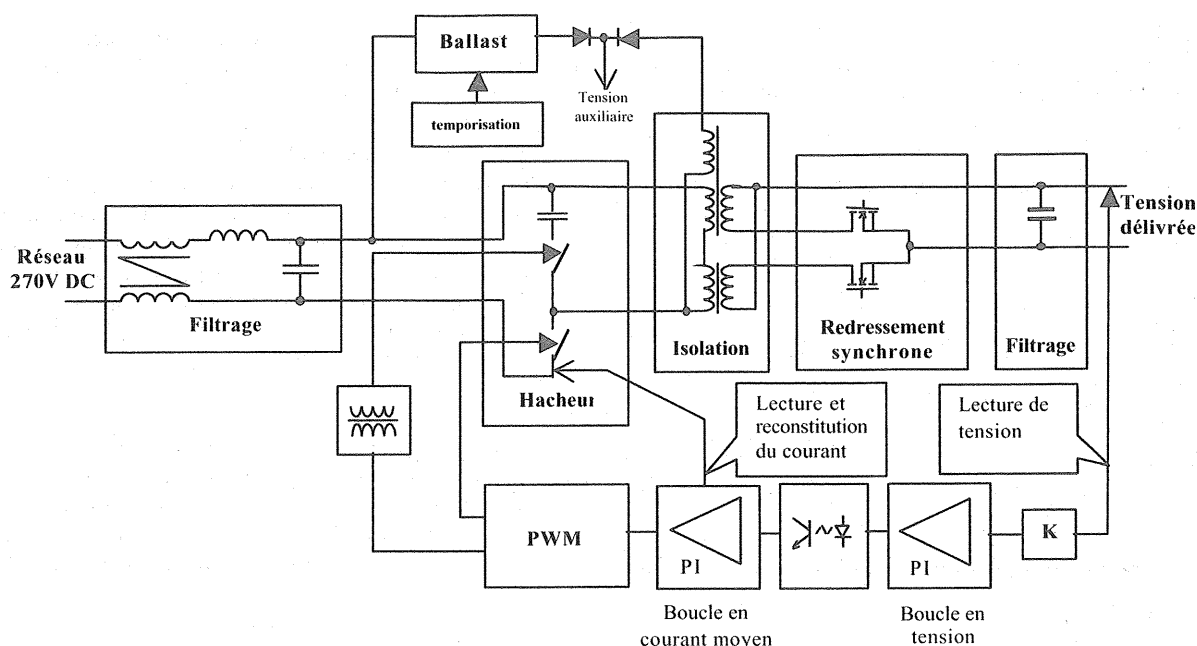 Ballast
temporisation
Tension
auxiliaire
Réseau
270V DC
Filtrage
Hacheur
Isolation
Redressement
synchrone
Filtrage
Tension
délivrée
Lecture et
reconstitution
du courant
Lecture de
tension
PWM
PI
PI
K
Boucle en
courant moyen
Boucle en
tension